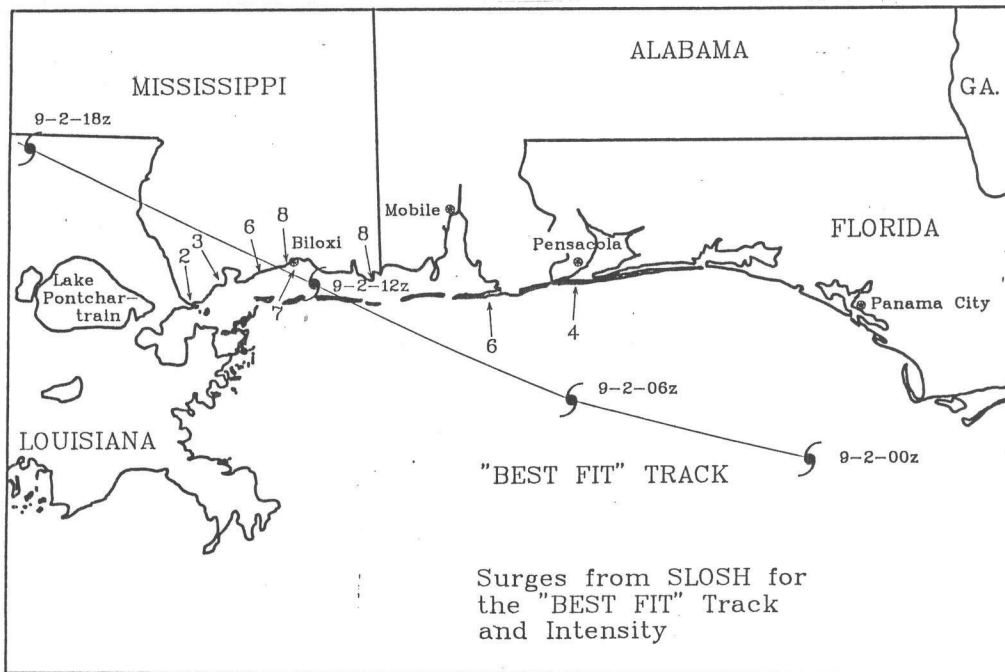 ALABAMA
MISSISSIPPI
GA.
9-2-18z
Mobile
8
6
Biloxi
8
3
2
Pensacola
FLORIDA
Lake
Pontchar-
train
9-2-12z
7
Panama City
6
4
9-2-06z
LOUISIANA
"BEST FIT" TRACK
9-2-00z
Surges from SLOSH for
the "BEST FIT" Track
and Intensity